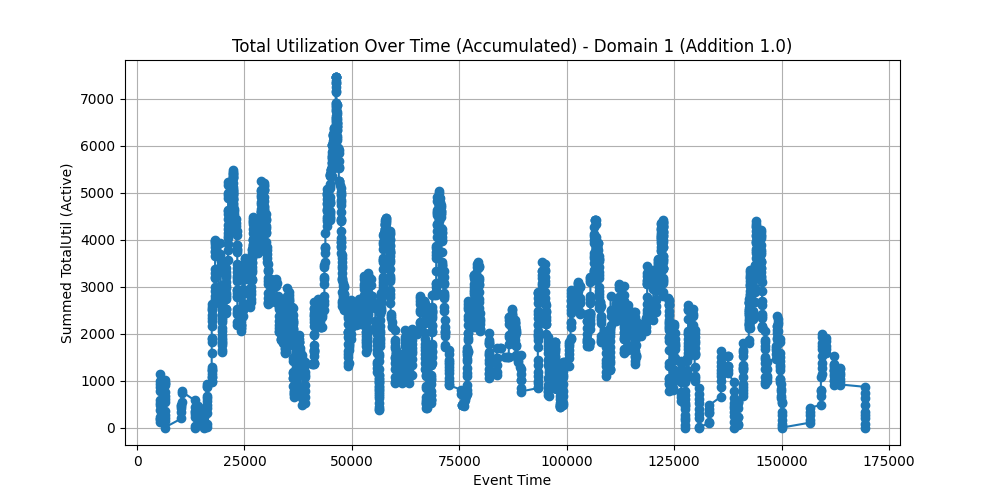 Total Utilization Over Time (Accumulated) - Domain 1 (Addition 1.0)
Summed TotalUtil (Active)
7000
6000
5000
4000
3000
2000
1000
0
0 25000 50000 75000 100000 125000 150000 175000
Event Time